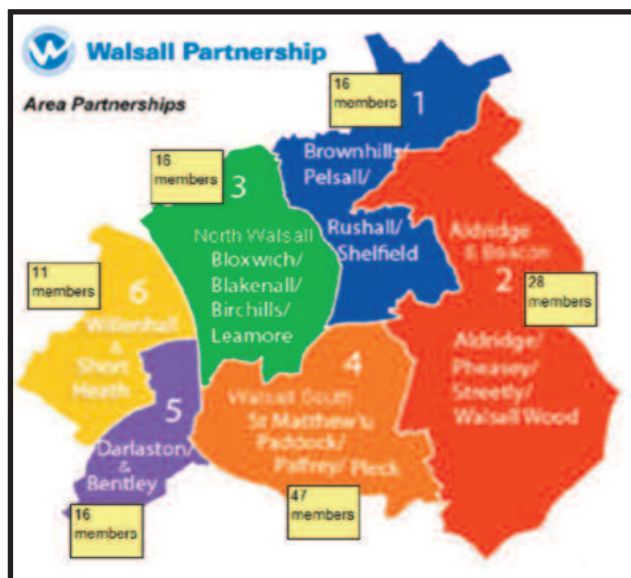 Walsall Partnership
Area Partnerships
16
members
1
Brownhills/
Pelsall/
Rushall/
Shelfield
16
members
3
North Walsall
Bloxwich/
Blakenall/
Birchills/
Leamore
Aldridge
& Beacon
2
28
members
Aldridge/
Pheasey/
Streetly/
Walsall Wood
11
members
6
Willenhall
&
Short
Heath
4
Walsall South
St Matthew's
Paddock/
Palfrey/ Pleck
47
members
5
Darlaston/
&
Bentley
16
members